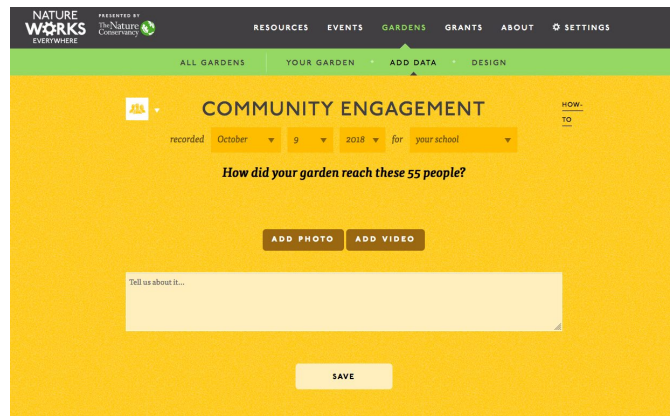 NATURE
WORKS
EVERYWHERE
PRESENTED BY
The Nature
Conservancy
RESOURCES EVENTS GARDENS GRANTS ABOUT SETTINGS
ALL GARDENS YOUR GARDEN ADD DATA DESIGN
COMMUNITY ENGAGEMENT
HOW-
TO
recorded October 9 2018 for your school
How did your garden reach these 55 people?
ADD PHOTO ADD VIDEO
Tell us about it...
SAVE